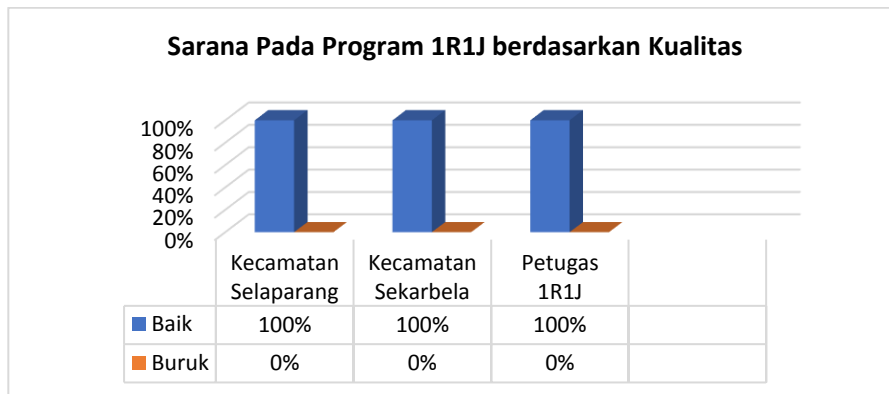 Sarana Pada Program 1R1J berdasarkan Kualitas
100%
80%
60%
40%
20%
0%
Kecamatan Kecamatan Petugas
Selaparang Sekarbela 1R1J
Baik 100% 100% 100%
Buruk 0% 0% 0%